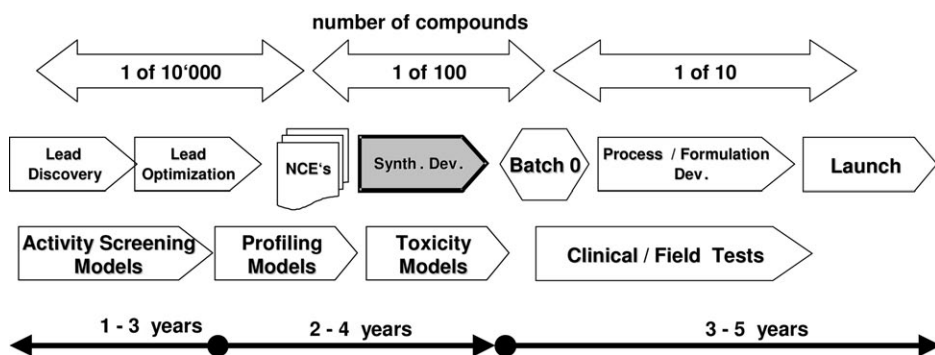 number of compounds
1 of 10‘000
1 of 100
1 of 10
Lead
Discovery
Lead
Optimization
NCE‘s
Synth . Dev.
Batch 0
Process / Formulation
Dev.
Launch
Activity Screening
Models
Profiling
Models
Toxicity
Models
Clinical / Field Tests
1 - 3 years
2 - 4 years
3 - 5 years